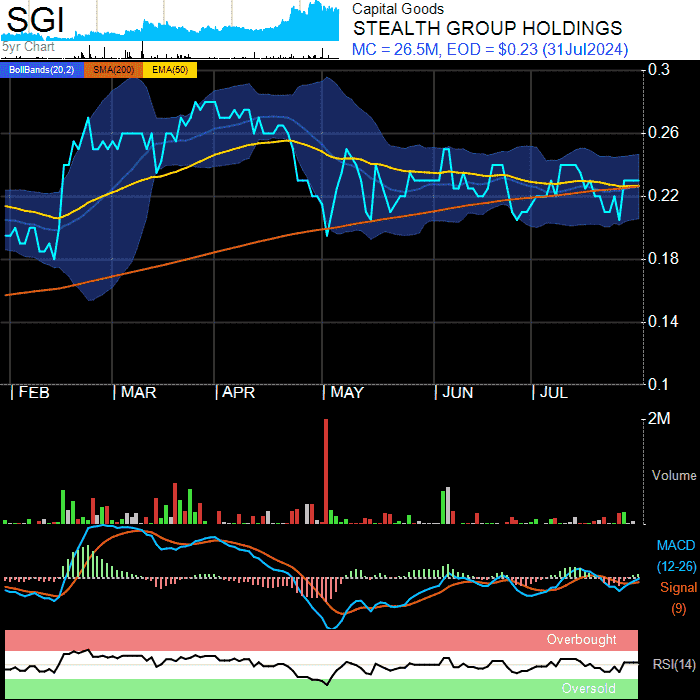 SGI
5yr Chart
Capital Goods
STEALTH GROUP HOLDINGS
MC = 26.5M, EOD = $0.23 (31Jul2024)
BollBands(20,2) SMA(200) EMA(50)
0.3
0.26
0.22
0.18
0.14
0.1
FEB MAR APR MAY JUN JUL
2M
Volume
MACD
(12-26)
Signal
(9)
Overbought
RSI(14)
Oversold